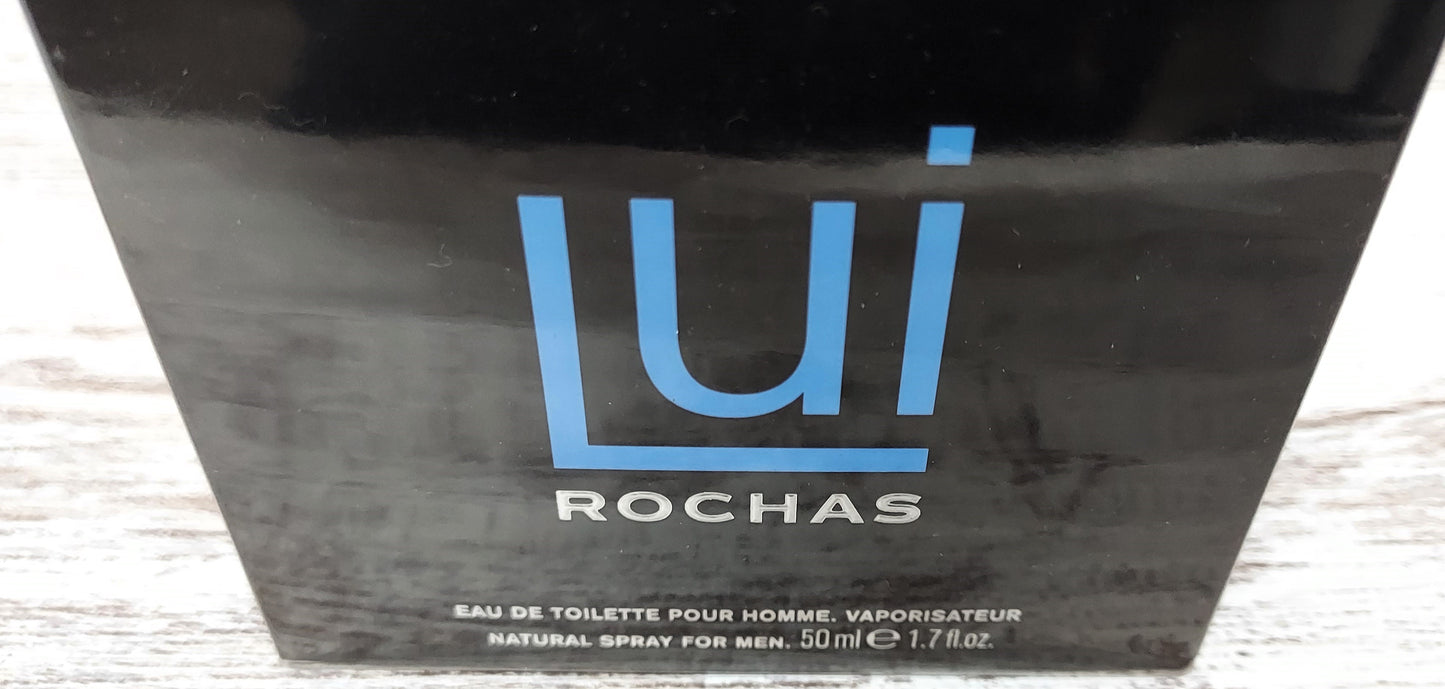 Lui
ROCHAS
EAU DE TOILETTE POUR HOMME. VAPORISATEUR
NATURAL SPRAY FOR MEN. 50 ml ℮ 1.7 fl.oz.